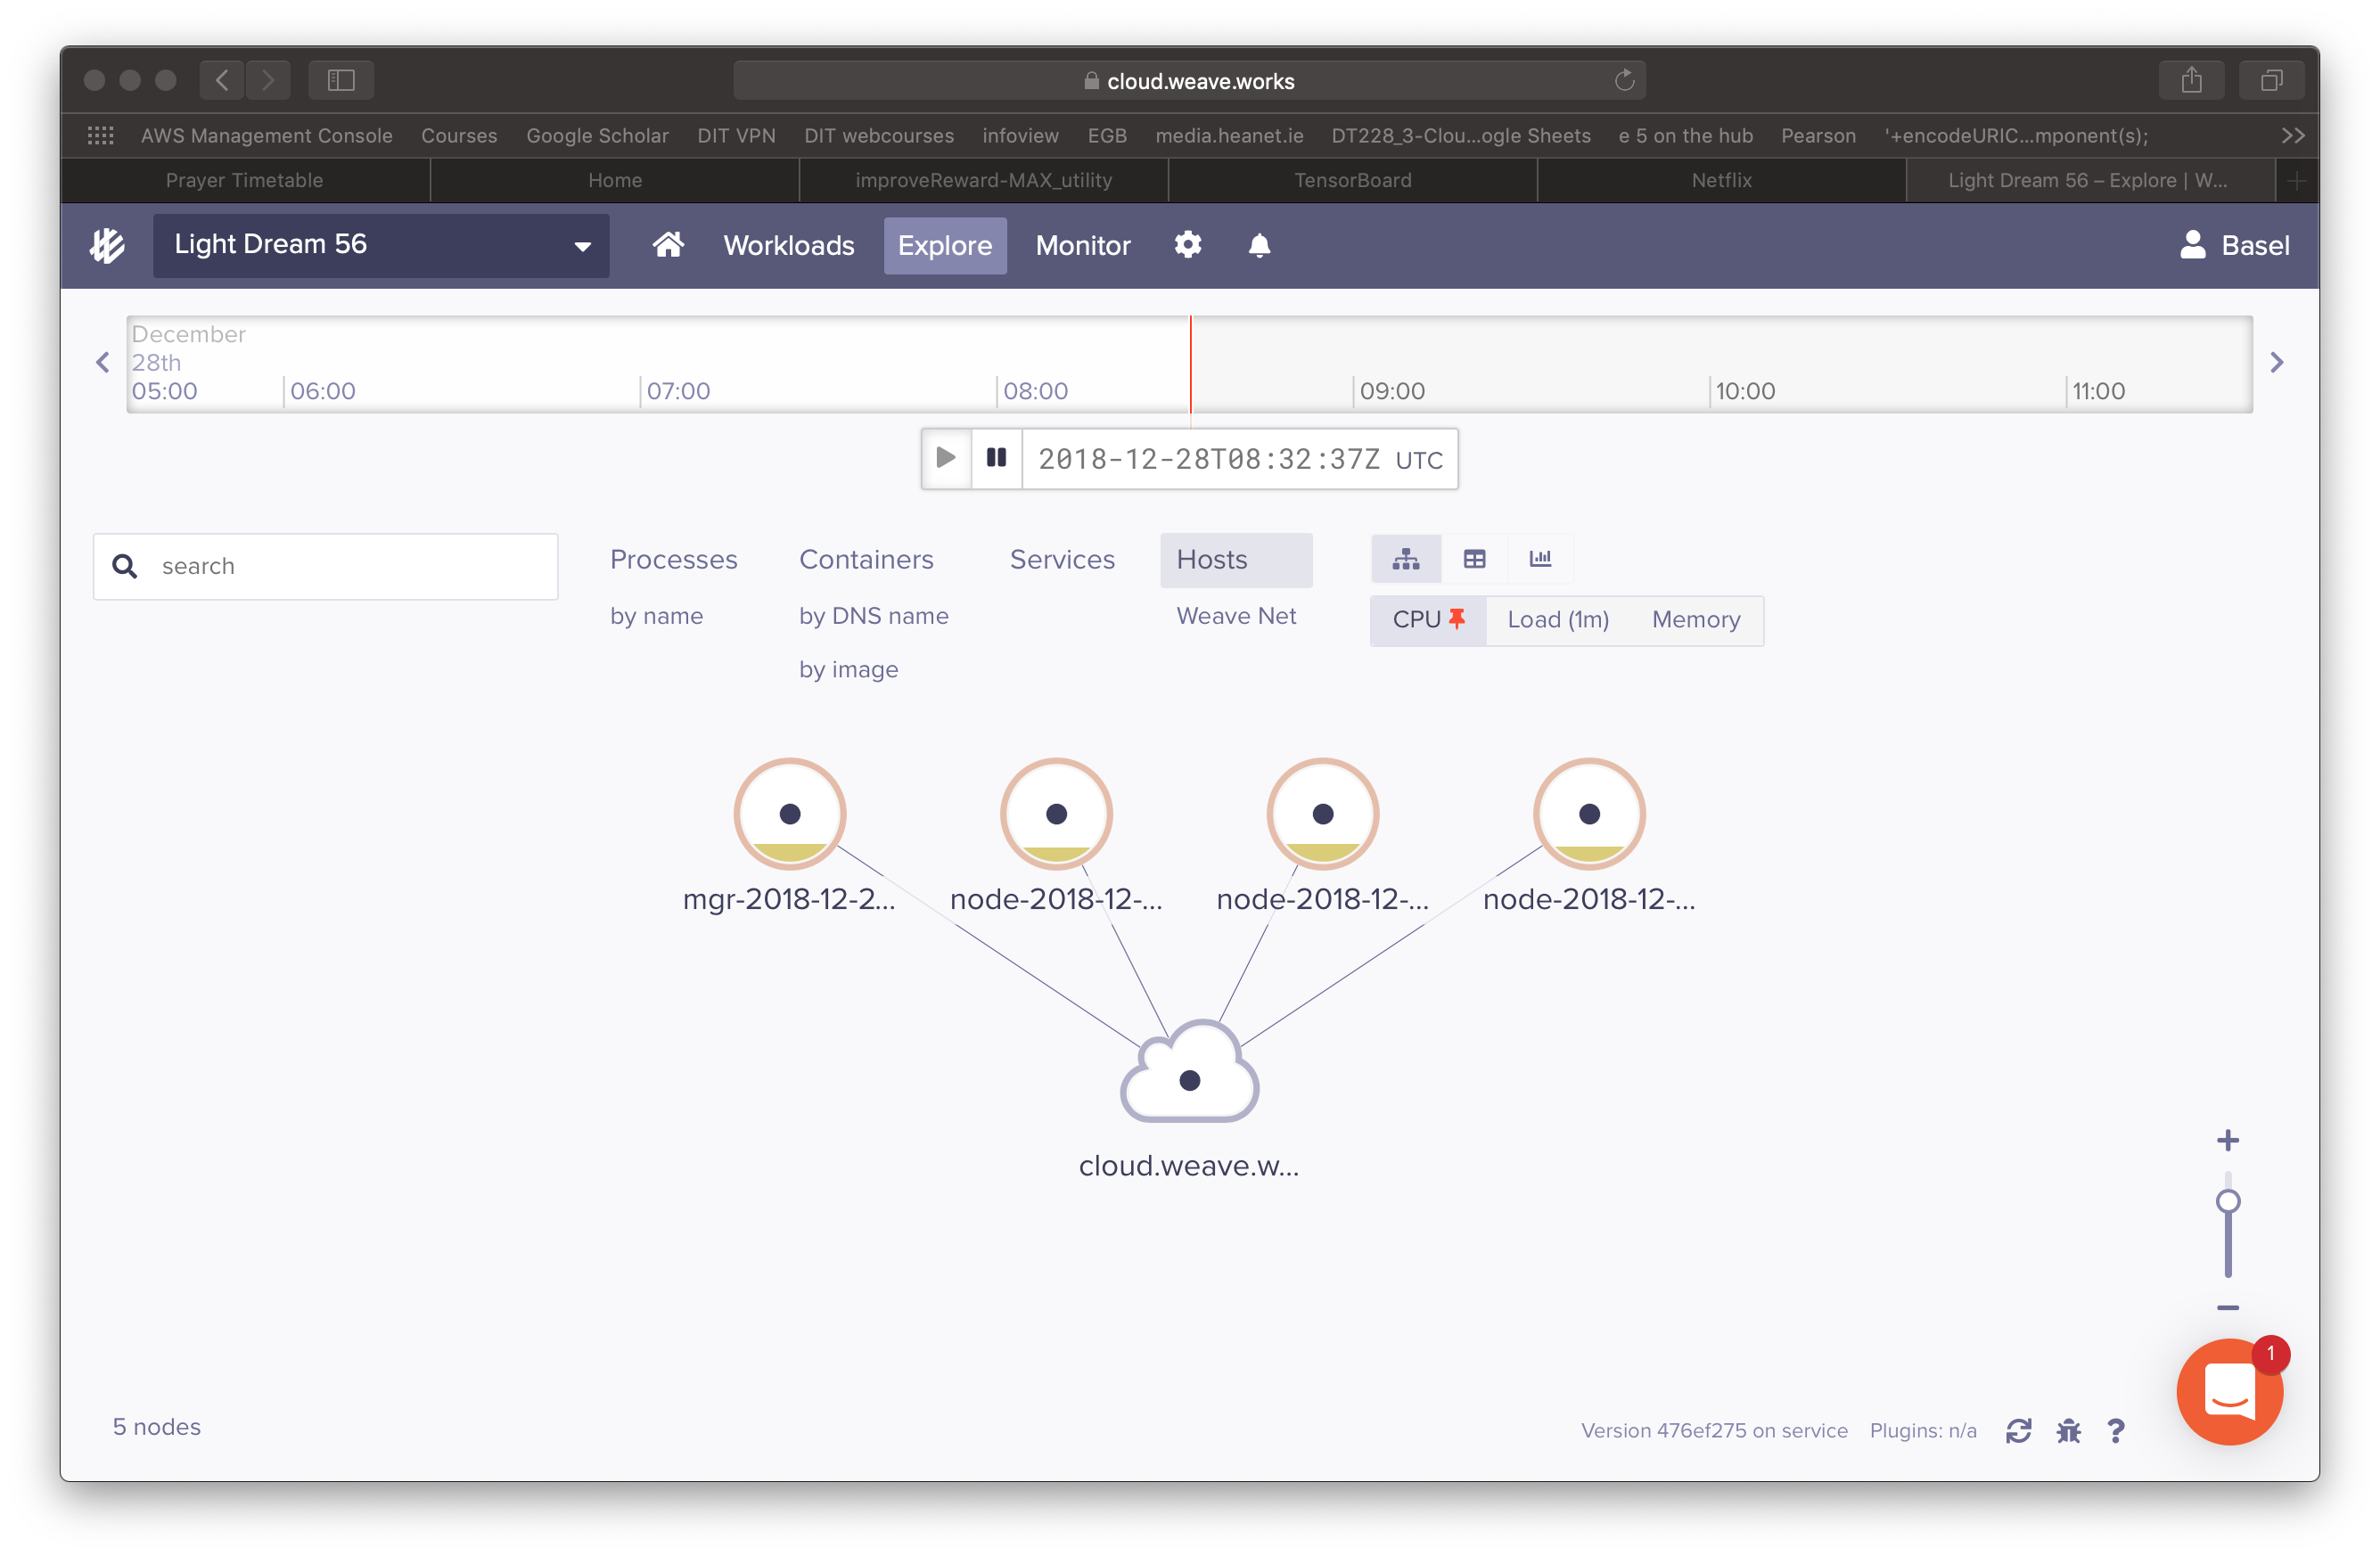 cloud.weave.works
AWS Management Console Courses Google Scholar DIT VPN DIT webcourses infoview EGB media.heanet.ie DT228_3-Clou...ogle Sheets e 5 on the hub Pearson '+encodeURIC...mponent(s); >>
Prayer Timetable Home improveReward-MAX_utility TensorBoard Netflix Light Dream 56 – Explore | W...
Light Dream 56 Workloads Explore Monitor Basel
December
28th
05:00 06:00 07:00 08:00 09:00 10:00 11:00
2018-12-28T08:32:37Z UTC
search Processes Containers Services Hosts
by name by DNS name Weave Net CPU Load (1m) Memory
by image
mgr-2018-12-2... node-2018-12-... node-2018-12-... node-2018-12-...
cloud.weave.w...
1
5 nodes Version 476ef275 on service Plugins: n/a ?